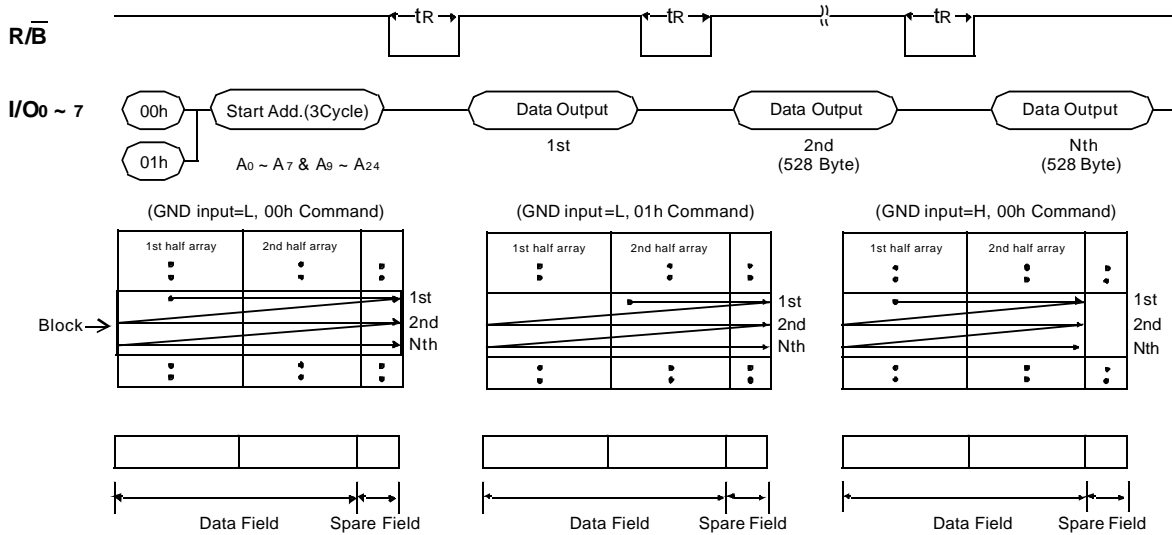 tR tR tR
R/B
I/O0 ~ 7 00h Start Add.(3Cycle) Data Output Data Output Data Output
01h A0 ~ A7 & A9 ~ A24 1st 2nd Nth
(528 Byte) (528 Byte)
(GND input=L, 00h Command) (GND input=L, 01h Command) (GND input=H, 00h Command)
1st half array 2nd half array 1st half array 2nd half array 1st half array 2nd half array
1st 1st 1st
Block 2nd 2nd 2nd
Nth Nth Nth
Data Field Spare Field Data Field Spare Field Data Field Spare Field